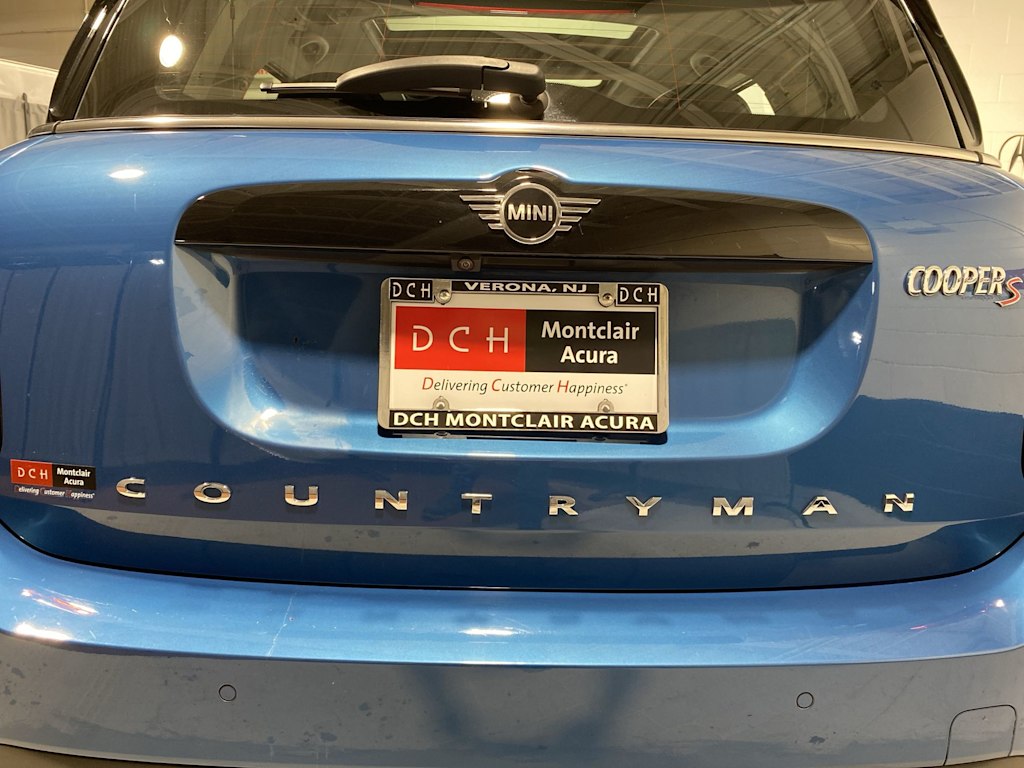 MINI
COOPER S
DCH VERONA, NJ DCH
DCH Montclair
Acura
Delivering Customer Happiness
DCH MONTCLAIR ACURA
DCH Montclair
Acura
Delivering Customer Happiness
COUNTRYMAN